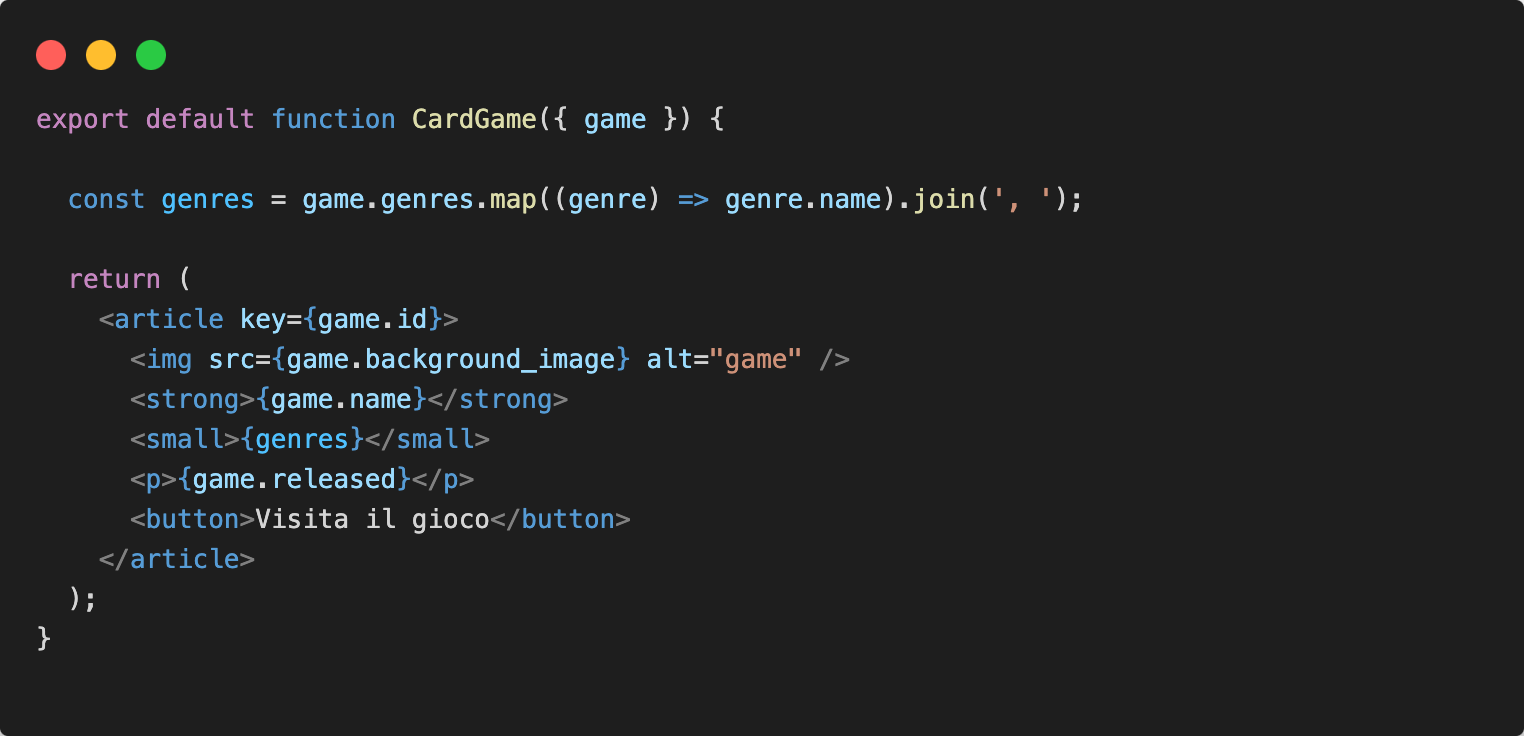 export default function CardGame({ game }) {
  const genres = game.genres.map((genre) => genre.name).join(', ');
  return (
    <article key={game.id}>
      <img src={game.background_image} alt="game" />
      <strong>{game.name}</strong>
      <small>{genres}</small>
      <p>{game.released}</p>
      <button>Visita il gioco</button>
    </article>
  );
}